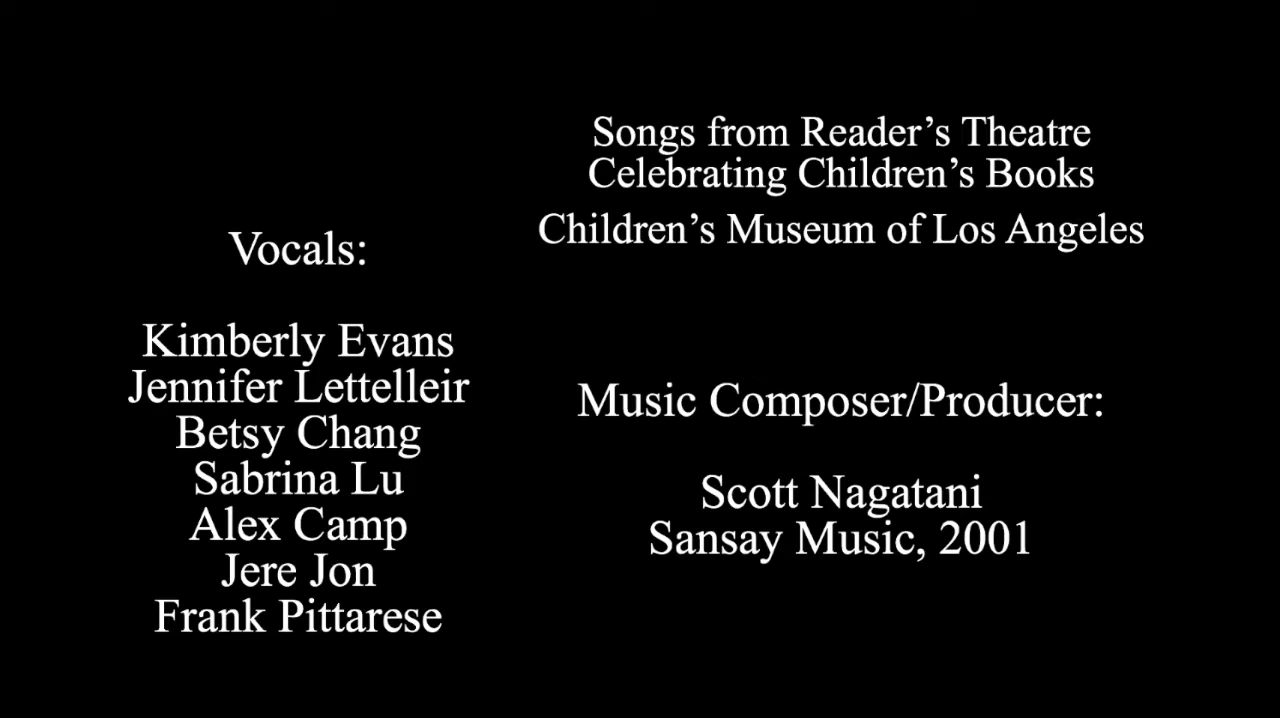 Vocals:
Kimberly Evans
Jennifer Lettelleir
Betsy Chang
Sabrina Lu
Alex Camp
Jere Jon
Frank Pittarese
Songs from Reader’s Theatre
Celebrating Children’s Books
Children’s Museum of Los Angeles
Music Composer/Producer:
Scott Nagatani
Sansay Music, 2001